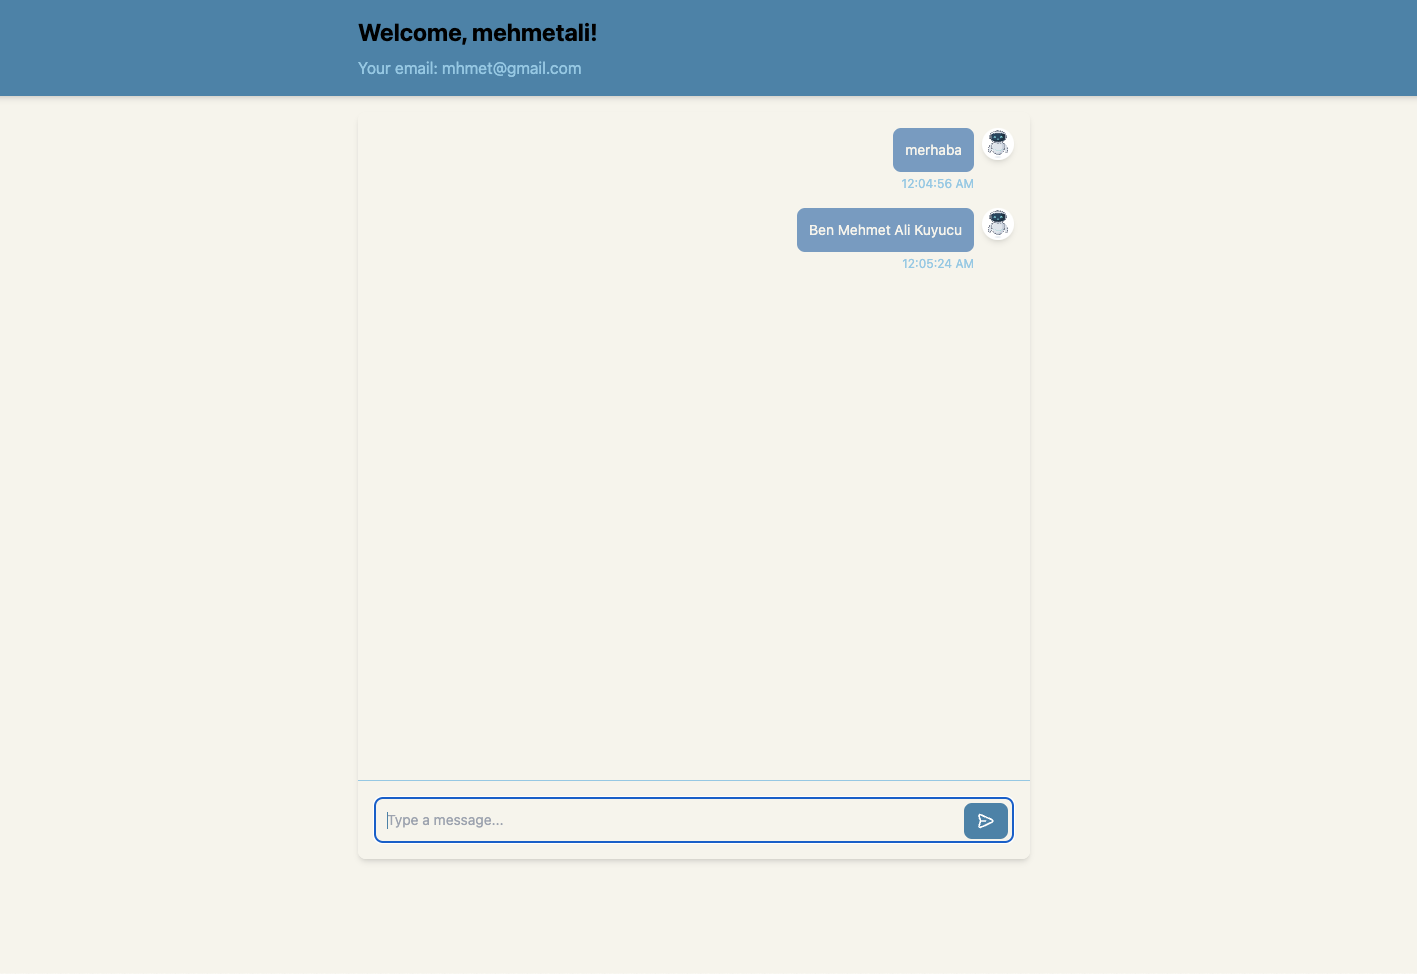 Welcome, mehmetali!
Your email: mhmet@gmail.com
merhaba
12:04:56 AM
Ben Mehmet Ali Kuyucu
12:05:24 AM
Type a message...